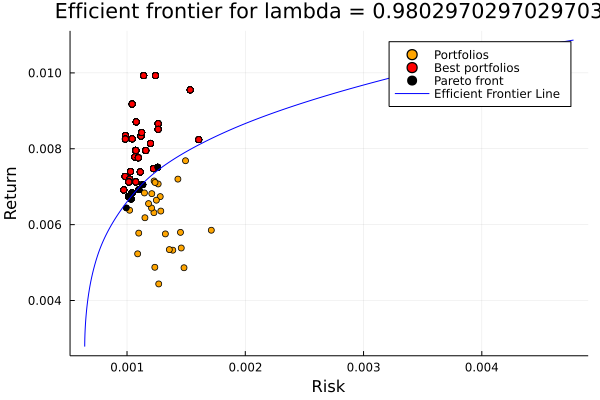 Efficient frontier for lambda = 0.9802970297029703
Portfolios
Best portfolios
Pareto front
Efficient Frontier Line
Return
0.010
0.008
0.006
0.004
0.001
0.002
0.003
0.004
Risk